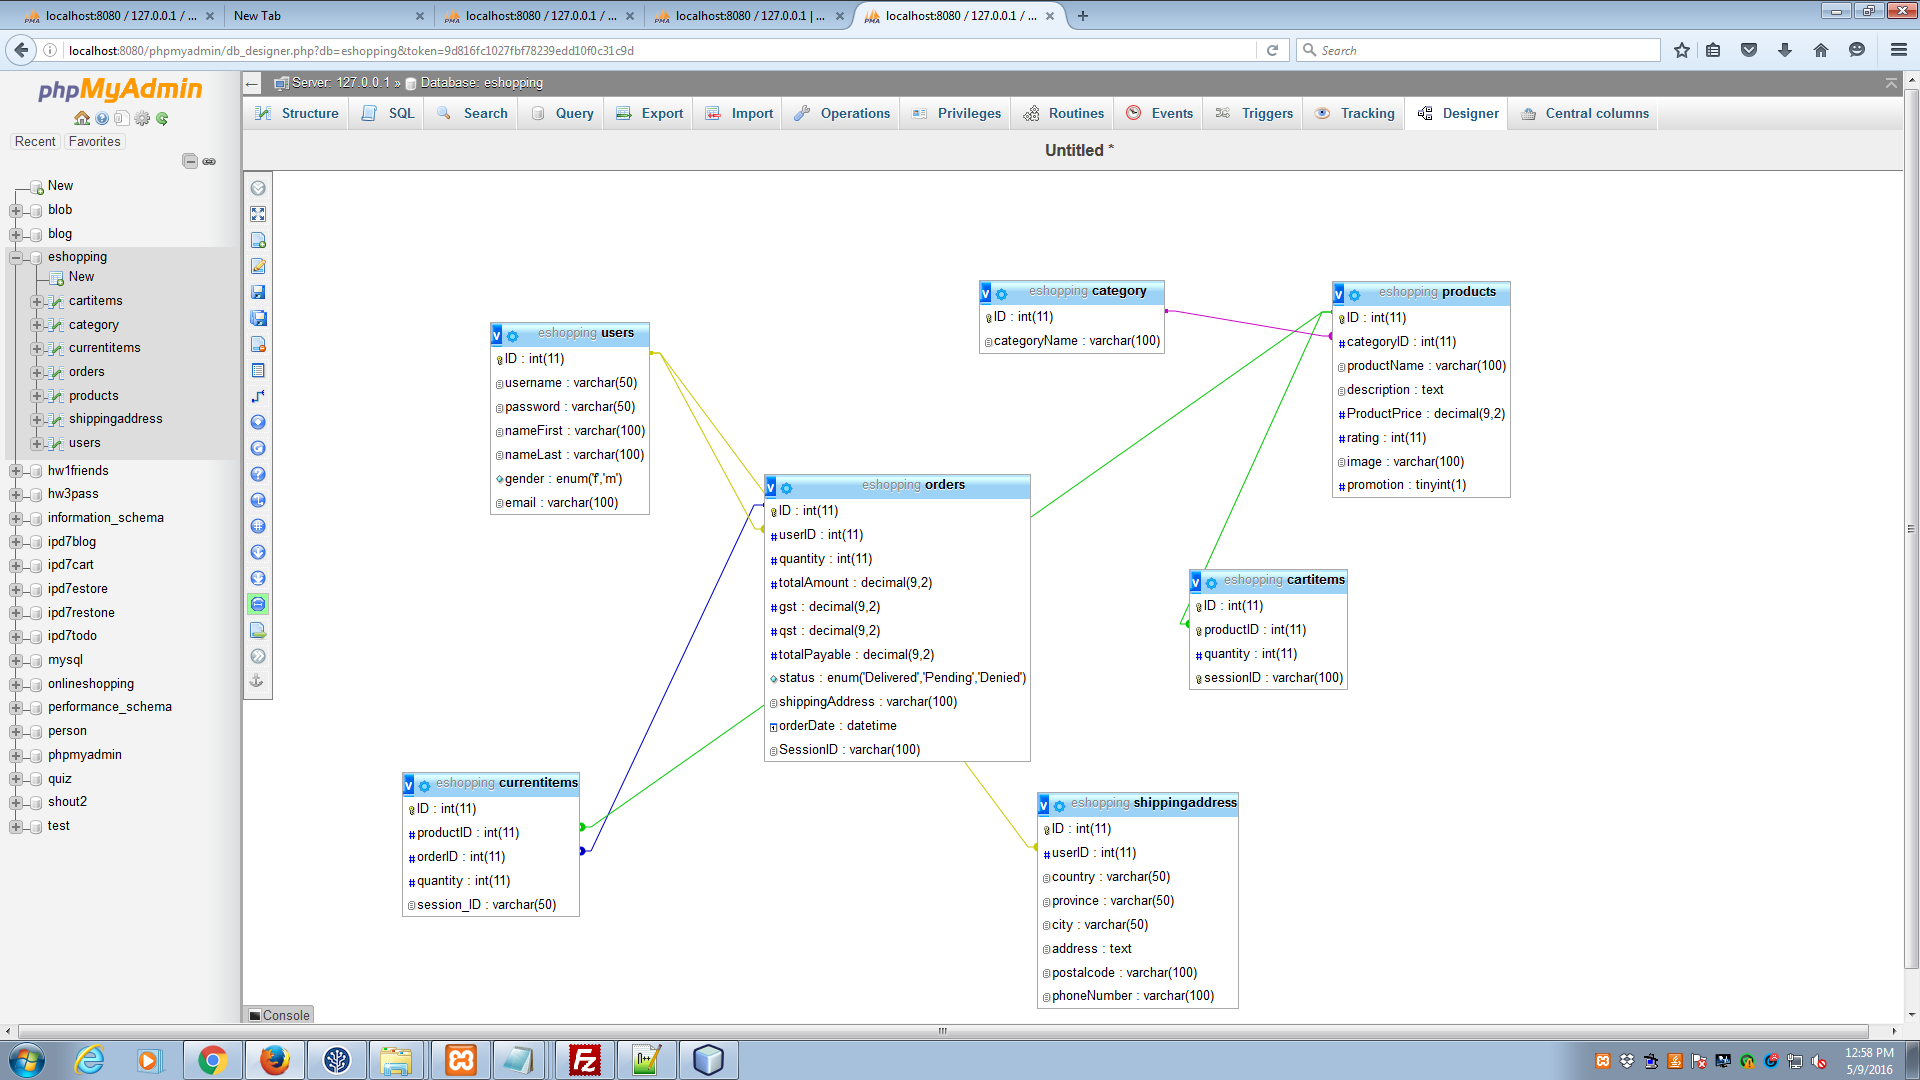 localhost:8080 / 127.0.0.1 / ...
New Tab
localhost:8080 / 127.0.0.1 / ...
localhost:8080 / 127.0.0.1 | ...
localhost:8080 / 127.0.0.1 / ...
localhost:8080/phpmyadmin/db_designer.php?db=eshopping&token=9d816fc1027fbf78239edd10f0c31c9d
Search
phpMyAdmin
Recent
Favorites
New
blob
blog
eshopping
New
cartitems
category
currentitems
orders
products
shippingaddress
users
hw1friends
hw3pass
information_schema
ipd7blog
ipd7cart
ipd7estore
ipd7restone
ipd7todo
mysql
onlineshopping
performance_schema
person
phpmyadmin
quiz
shout2
test
Server: 127.0.0.1 » Database: eshopping
Structure
SQL
Search
Query
Export
Import
Operations
Privileges
Routines
Events
Triggers
Tracking
Designer
Central columns
Untitled *
eshopping users
ID : int(11)
username : varchar(50)
password : varchar(50)
nameFirst : varchar(100)
nameLast : varchar(100)
gender : enum('f','m')
email : varchar(100)
eshopping category
ID : int(11)
categoryName : varchar(100)
eshopping products
ID : int(11)
categoryID : int(11)
productName : varchar(100)
description : text
ProductPrice : decimal(9,2)
rating : int(11)
image : varchar(100)
promotion : tinyint(1)
eshopping orders
ID : int(11)
userID : int(11)
quantity : int(11)
totalAmount : decimal(9,2)
gst : decimal(9,2)
qst : decimal(9,2)
totalPayable : decimal(9,2)
status : enum('Delivered','Pending','Denied')
shippingAddress : varchar(100)
orderDate : datetime
SessionID : varchar(100)
eshopping cartitems
ID : int(11)
productID : int(11)
quantity : int(11)
sessionID : varchar(100)
eshopping currentitems
ID : int(11)
productID : int(11)
orderID : int(11)
quantity : int(11)
session_ID : varchar(50)
eshopping shippingaddress
ID : int(11)
userID : int(11)
country : varchar(50)
province : varchar(50)
city : varchar(50)
address : text
postalcode : varchar(100)
phoneNumber : varchar(100)
Console
12:58 PM
5/9/2016